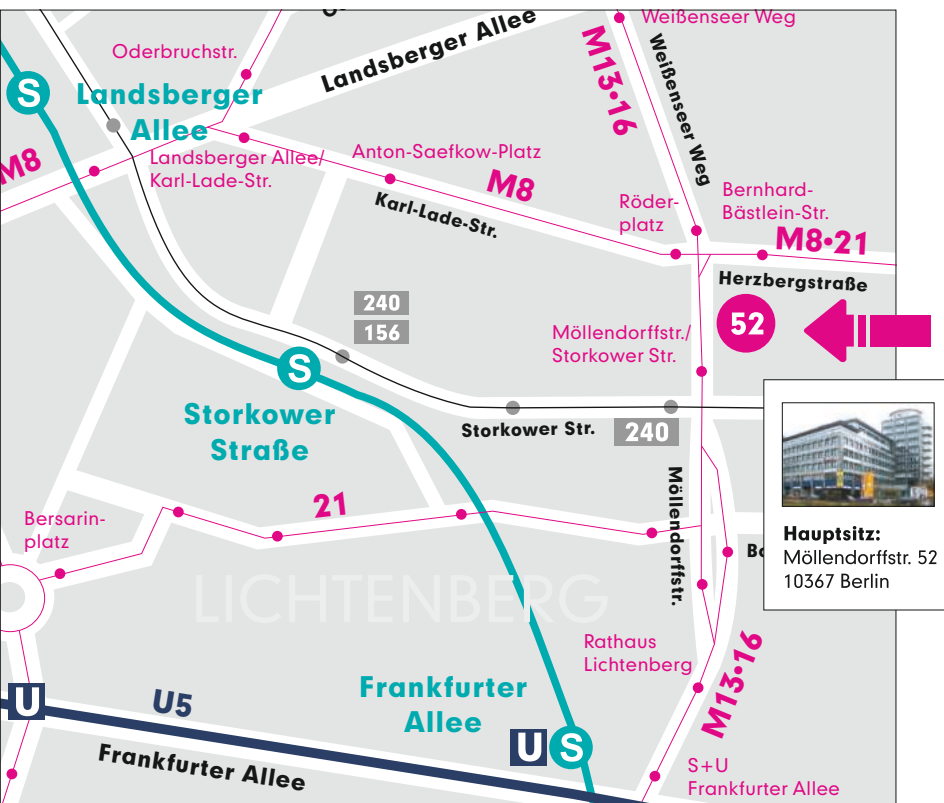 Weißenseer Weg
Oderbruchstr.
Landsberger Allee
M13•16
Weißenseer Weg
S
Landsberger
Allee
M8
Landsberger Allee/
Karl-Lade-Str.
Anton-Saefkow-Platz
M8
Karl-Lade-Str.
Röder-
platz
Bernhard-
Bästlein-Str.
M8•21
Herzbergstraße
52
240
156
Möllendorffstr./
Storkower Str.
S
Storkower
Straße
Storkower Str.
240
Möllendorffstr.
21
Bersarin-
platz
Hauptsitz:
Möllendorffstr. 52
10367 Berlin
LICHTENBERG
Rathaus
Lichtenberg
M13•16
U
U5
Frankfurter
Allee
U
S
Frankfurter Allee
S+U
Frankfurter Allee